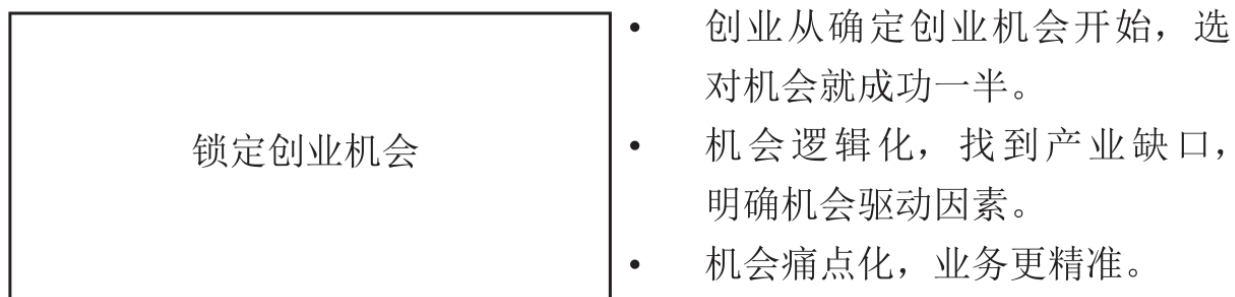 锁定创业机会
• 创业从确定创业机会开始，选
对机会就成功一半。
• 机会逻辑化，找到产业缺口，
明确机会驱动因素。
• 机会痛点化，业务更精准。